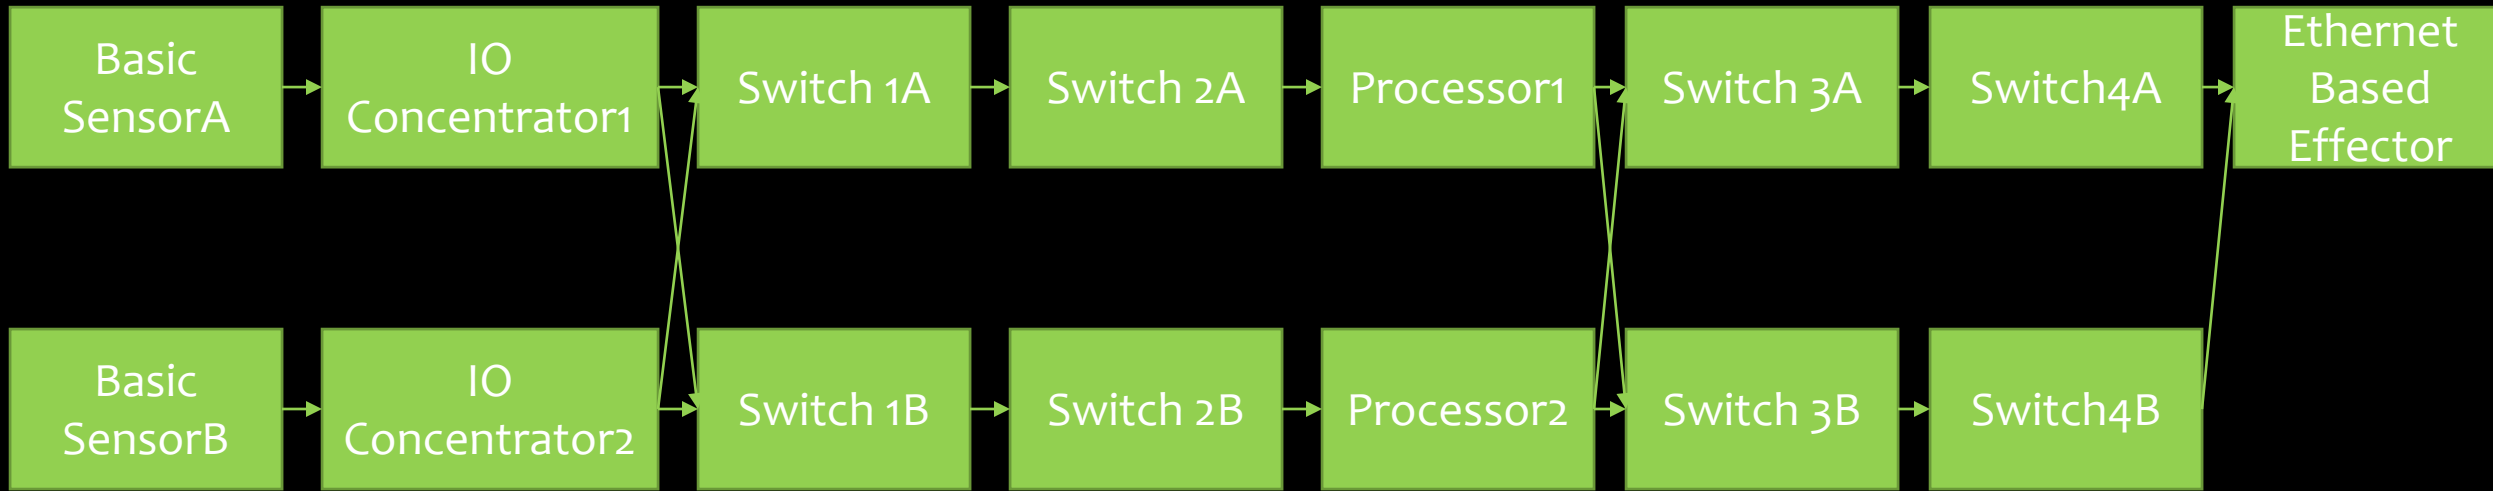 Basic
SensorA
IO
Concentrator1
Switch 1A
Switch 2A
Processor1
Switch 3A
Switch4A
Ethernet
Based
Effector
Basic
SensorB
IO
Concentrator2
Switch 1B
Switch 2B
Processor2
Switch 3B
Switch4B